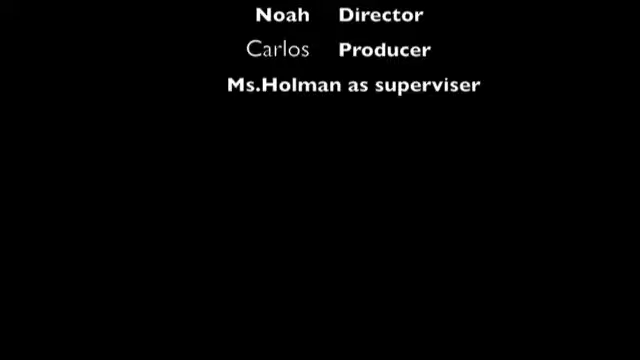 Noah Director
Carlos Producer
Ms.Holman as superviser